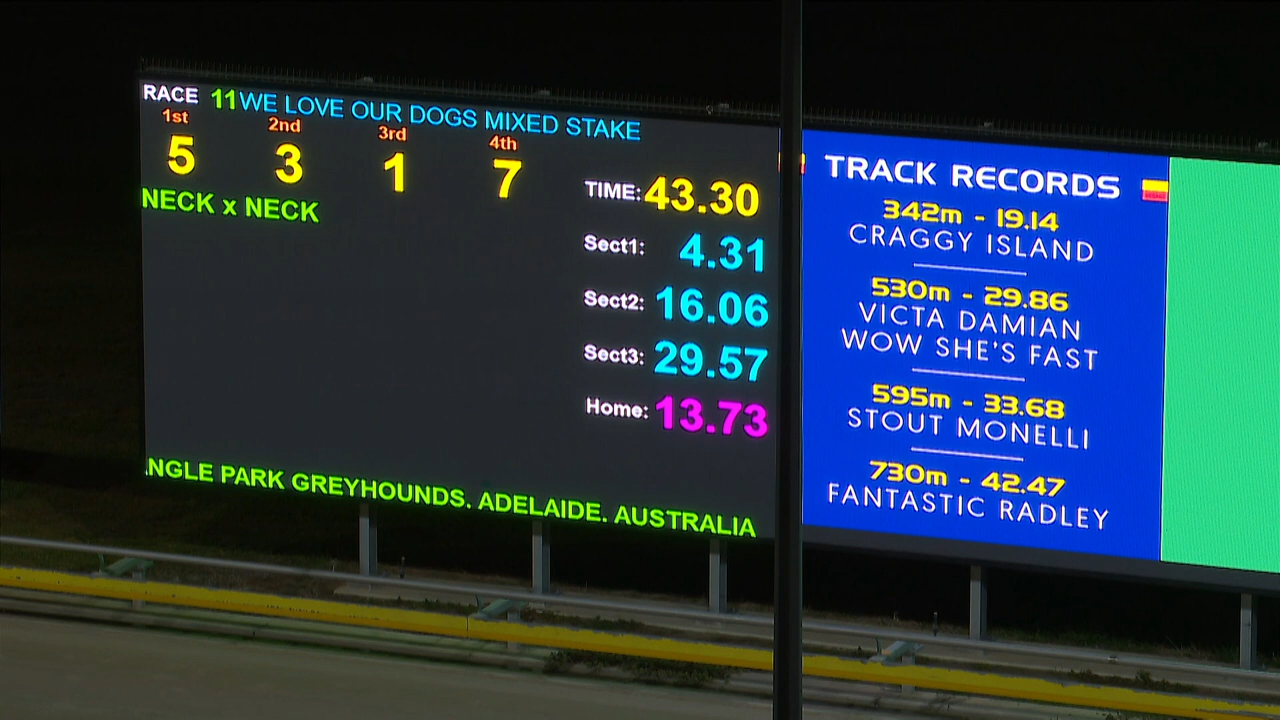 RACE 11 WE LOVE OUR DOGS MIXED STAKE
1st 2nd 3rd 4th
5 3 1 7
NECK x NECK
TIME: 43.30
Sect1: 4.31
Sect2: 16.06
Sect3: 29.57
Home: 13.73
NGLE PARK GREYHOUNDS. ADELAIDE. AUSTRALIA
TRACK RECORDS
342m - 19.14
CRAGGY ISLAND
530m - 29.86
VICTA DAMIAN
WOW SHE'S FAST
595m - 33.68
STOUT MONELLI
730m - 42.47
FANTASTIC RADLEY